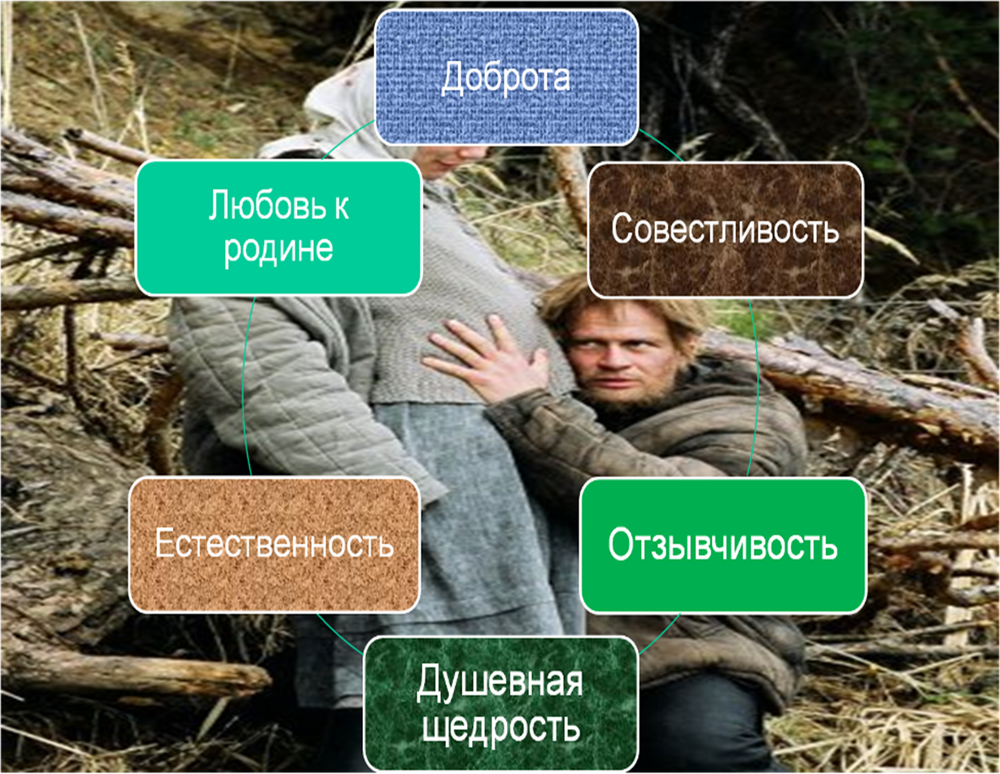 Доброта
Совестливость
Отзывчивость
Душевная
щедрость
Естественность
Любовь к
родине